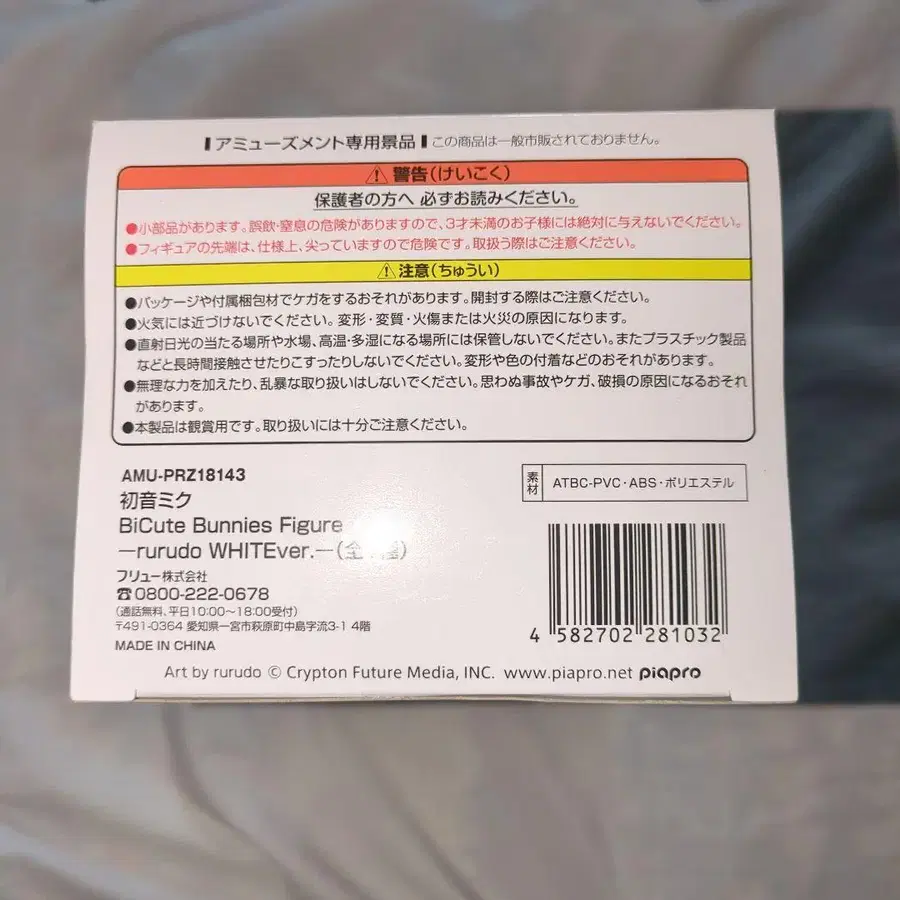 アミューズメント専用景品 この商品は一般市販されておりません。
⚠警告(けいこく)
保護者の方へ 必ずお読みください。
●小部品があります。誤飲・窒息の危険がありますので、3才未満のお子様には絶対に与えないでください。
●フィギュアの先端は、仕様上、尖っていますので危険です。取扱う際はご注意ください。
⚠注意(ちゅうい)
●パッケージや付属梱包材でケガをするおそれがあります。開封する際はご注意ください。
●火気には近づけないでください。変形・変質・火傷または火災の原因になります。
●直射日光の当たる場所や水場、高温・多湿になる場所には保管しないでください。またプラスチック製品
などと長時間接触させたりこすったりしないでください。変形や色の付着などのおそれがあります。
●無理な力を加えたり、乱暴な取り扱いはしないでください。思わぬ事故やケガ、破損の原因になるおそれ
があります。
●本製品は観賞用です。取り扱いには十分ご注意ください。
AMU-PRZ18143
初音ミク
BiCute Bunnies Figure
―rurudo WHITEver.―(全
フリュー株式会社
☎0800-222-0678
(通話無料、平日10:00～18:00受付)
〒491-0364 愛知県一宮市萩原町中島字流3-1 4階
MADE IN CHINA
素材 ATBC-PVC・ABS・ポリエステル
4 582702 281032
Art by rurudo © Crypton Future Media, INC. www.piapro.net piapro